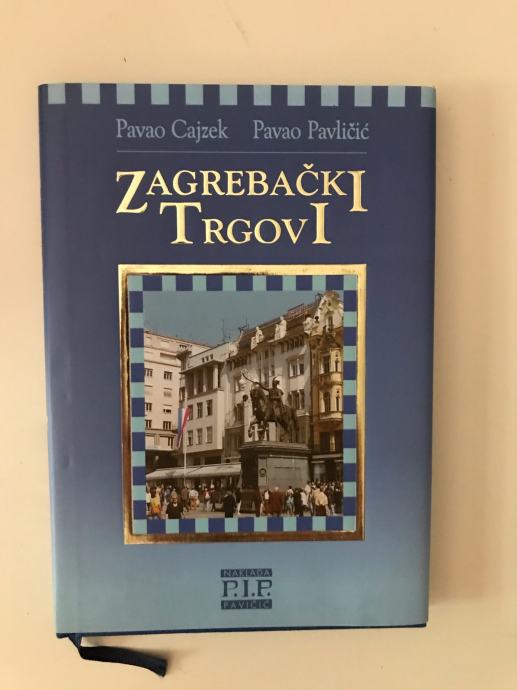 Pavao Cajzek Pavao Pavličić
ZAGREBAČKI
TRGOVI
NAKLADA
P.I.P.
PAVIČIĆ